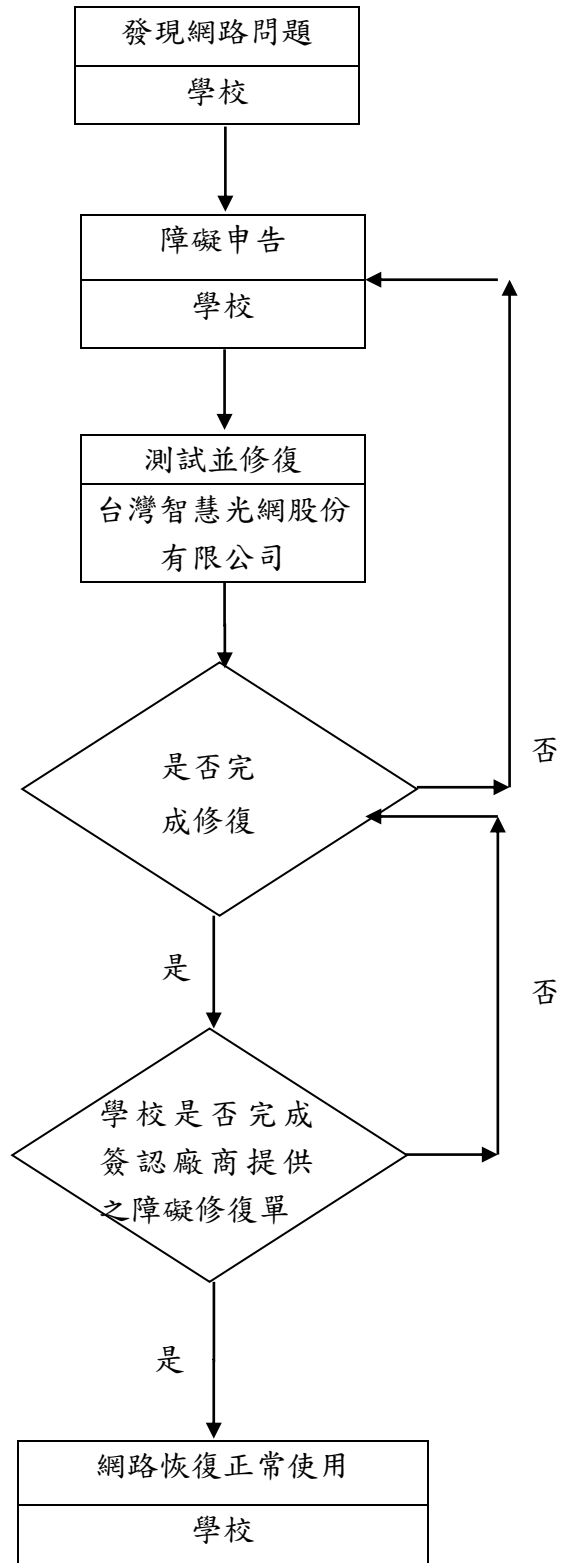 發現網路問題
學校
障礙申告
學校
測試並修復
台灣智慧光網股份
有限公司
是否完
成修復
否
是
否
學校是否完成
簽認廠商提供
之障礙修復單
是
網路恢復正常使用
學校